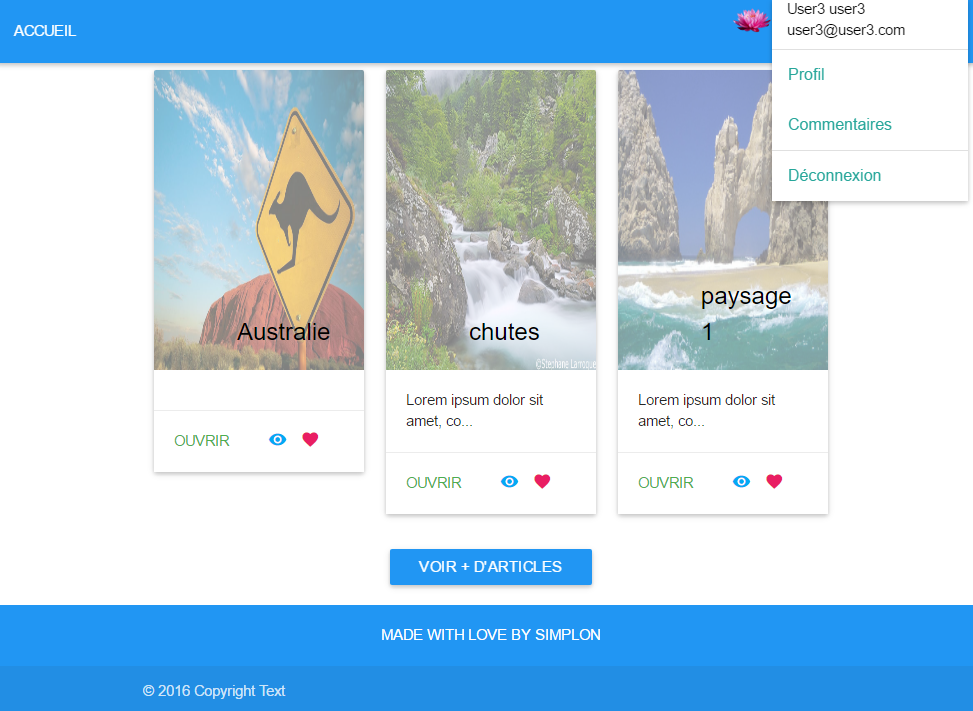 ACCUEIL
User3 user3
user3@user3.com
Profil
Commentaires
Déconnexion
Australie
chutes
©Stephane Larroque
paysage
1
Lorem ipsum dolor sit
amet, co...
Lorem ipsum dolor sit
amet, co...
OUVRIR
OUVRIR
OUVRIR
VOIR + D'ARTICLES
MADE WITH LOVE BY SIMPLON
© 2016 Copyright Text